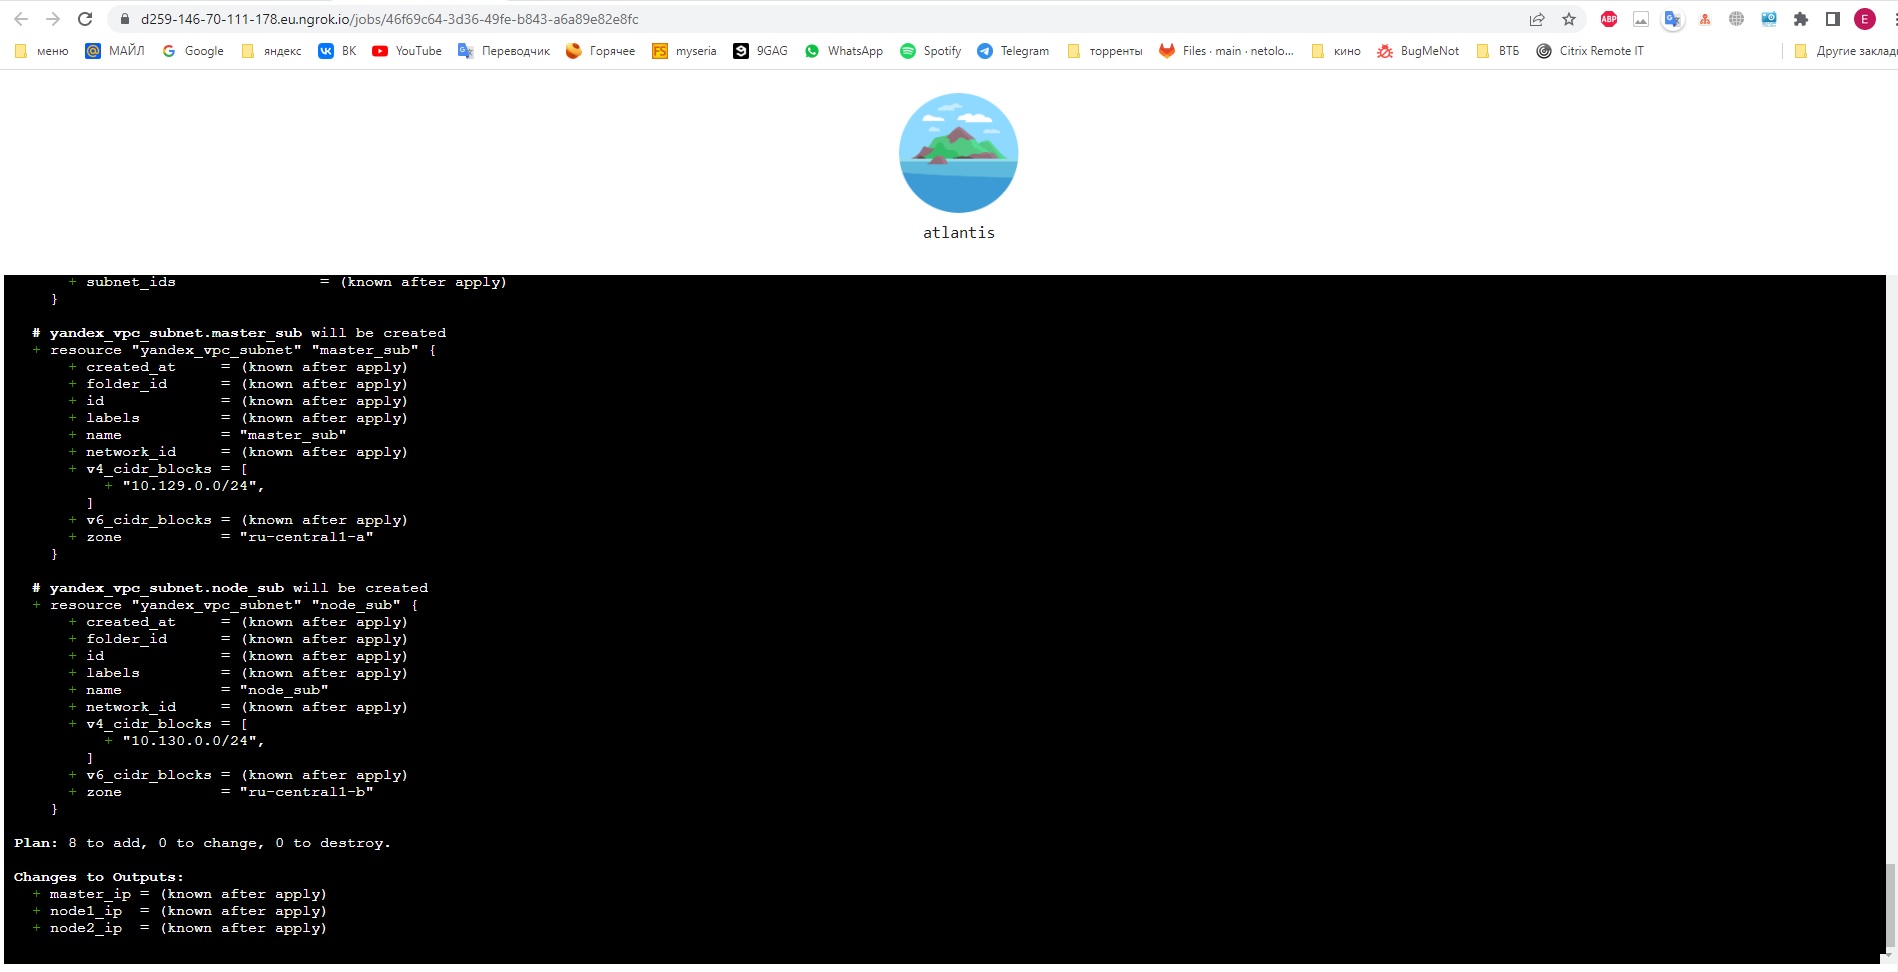 d259-146-70-111-178.eu.ngrok.io/jobs/46f69c64-3d36-49fe-b843-a6a89e82e8fc ABP E
меню МАЙЛ Google яндекс ВК YouTube Переводчик Горячее FS myseria 9 9GAG WhatsApp Spotify Telegram торренты Files · main · netolo... кино BugMeNot ВТБ Citrix Remote IT Другие заклад
atlantis
+ subnet_ids = (known after apply)
}
# yandex_vpc_subnet.master_sub will be created
+ resource "yandex_vpc_subnet" "master_sub" {
+ created_at = (known after apply)
+ folder_id = (known after apply)
+ id = (known after apply)
+ labels = (known after apply)
+ name = "master_sub"
+ network_id = (known after apply)
+ v4_cidr_blocks = [
+ "10.129.0.0/24",
]
+ v6_cidr_blocks = (known after apply)
+ zone = "ru-central1-a"
}
# yandex_vpc_subnet.node_sub will be created
+ resource "yandex_vpc_subnet" "node_sub" {
+ created_at = (known after apply)
+ folder_id = (known after apply)
+ id = (known after apply)
+ labels = (known after apply)
+ name = "node_sub"
+ network_id = (known after apply)
+ v4_cidr_blocks = [
+ "10.130.0.0/24",
]
+ v6_cidr_blocks = (known after apply)
+ zone = "ru-central1-b"
}
Plan: 8 to add, 0 to change, 0 to destroy.
Changes to Outputs:
+ master_ip = (known after apply)
+ node1_ip = (known after apply)
+ node2_ip = (known after apply)